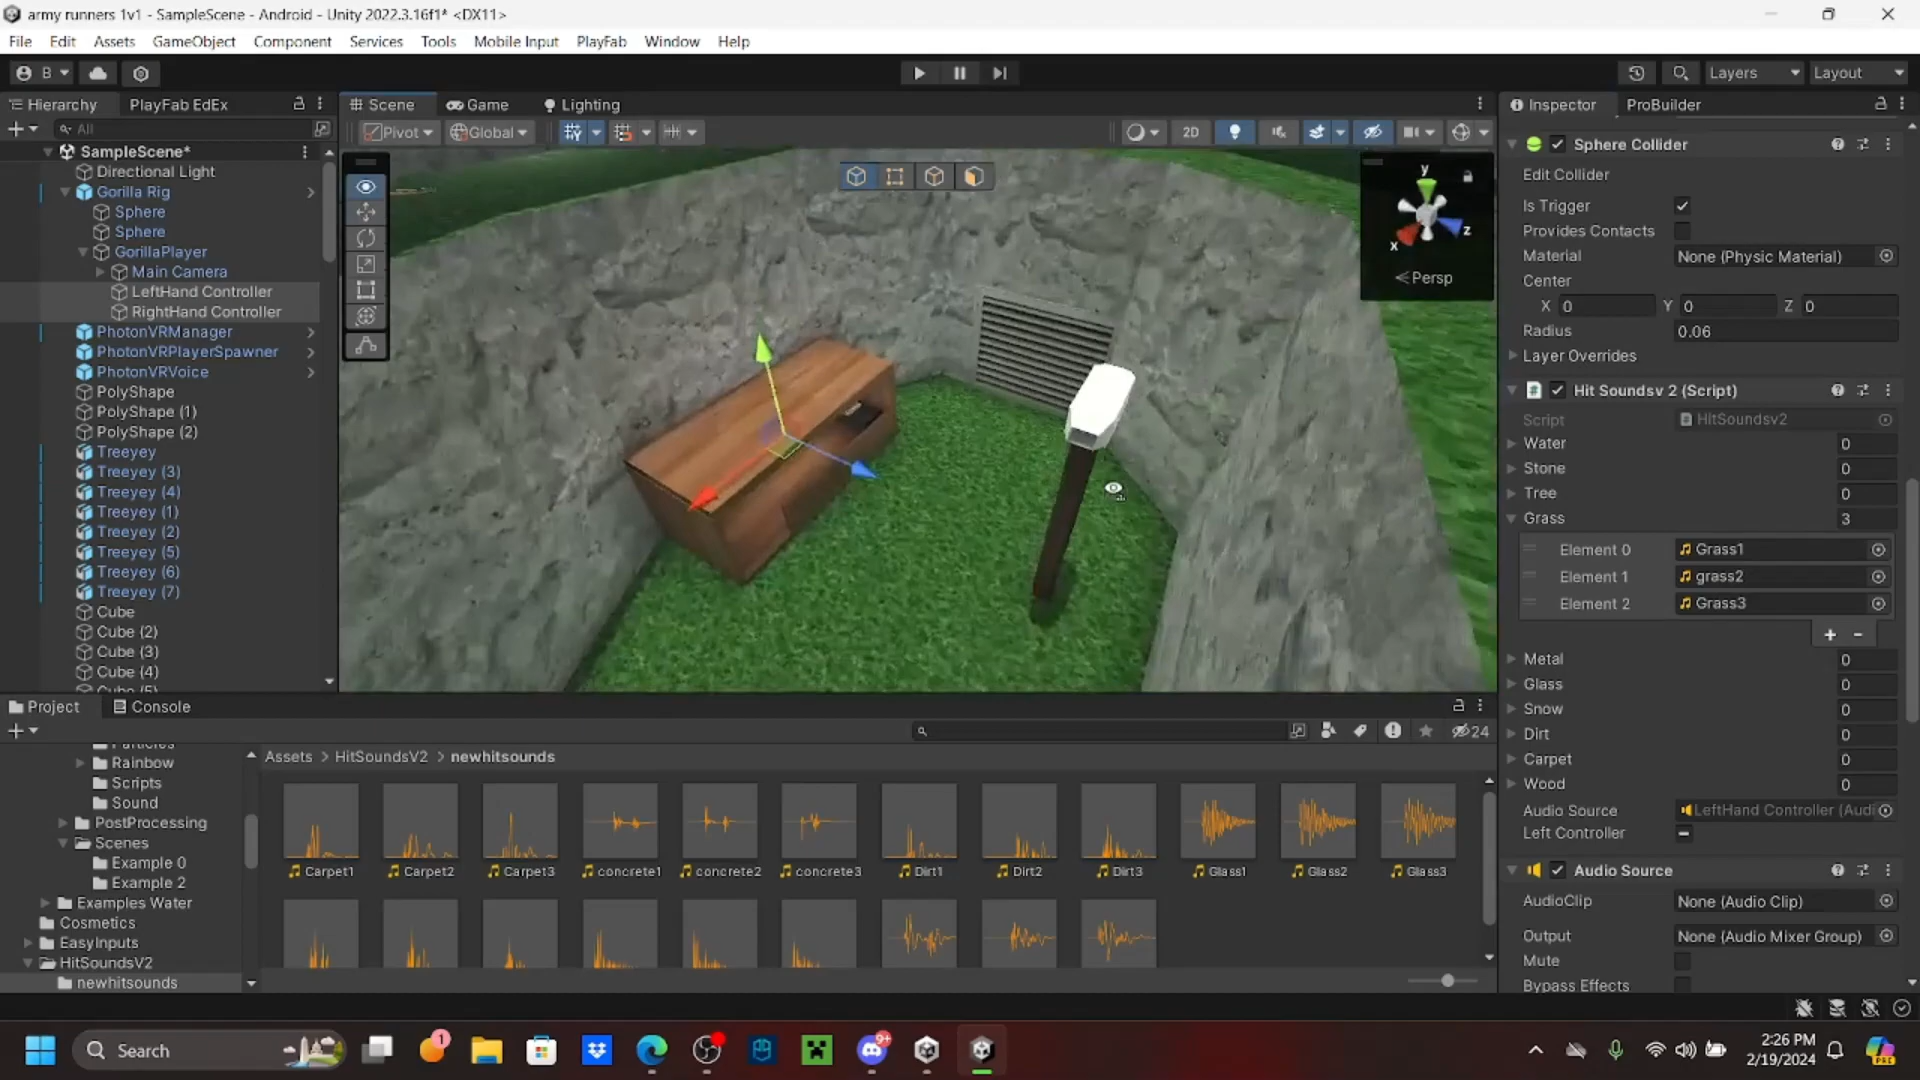 army runners 1v1 - SampleScene - Android - Unity 2022.3.16f1* <DX11>
File Edit Assets GameObject Component Services Tools Mobile Input PlayFab Window Help
B
Layers Layout
Hierarchy PlayFab EdEx
All
SampleScene*
Directional Light
Gorilla Rig
Sphere
Sphere
GorillaPlayer
Main Camera
LeftHand Controller
RightHand Controller
PhotonVRManager
PhotonVRPlayerSpawner
PhotonVRVoice
PolyShape
PolyShape (1)
PolyShape (2)
Treeyey
Treeyey (3)
Treeyey (4)
Treeyey (1)
Treeyey (2)
Treeyey (5)
Treeyey (6)
Treeyey (7)
Cube
Cube (2)
Cube (3)
Cube (4)
Cube (5)
Scene Game Lighting
Pivot Global
2D
y
x
z
Persp
Inspector ProBuilder
Sphere Collider
Edit Collider
Is Trigger
Provides Contacts
Material None (Physic Material)
Center
X 0 Y 0 Z 0
Radius 0.06
Layer Overrides
Hit Soundsv 2 (Script)
Script HitSoundsv2
Water 0
Stone 0
Tree 0
Grass 3
Element 0 Grass1
Element 1 grass2
Element 2 Grass3
+ -
Metal 0
Glass 0
Snow 0
Dirt 0
Carpet 0
Wood 0
Audio Source LeftHand Controller (Audi
Left Controller
Audio Source
AudioClip None (Audio Clip)
Output None (Audio Mixer Group)
Mute
Bypass Effects
Project Console
24
Particles
Rainbow
Scripts
Sound
PostProcessing
Scenes
Example 0
Example 2
Examples Water
Cosmetics
EasyInputs
HitSoundsV2
newhitsounds
Assets > HitSoundsV2 > newhitsounds
Carpet1 Carpet2 Carpet3 concrete1 concrete2 concrete3 Dirt1 Dirt2 Dirt3 Glass1 Glass2 Glass3
Search
1
9+
2:26 PM
2/19/2024
PRE